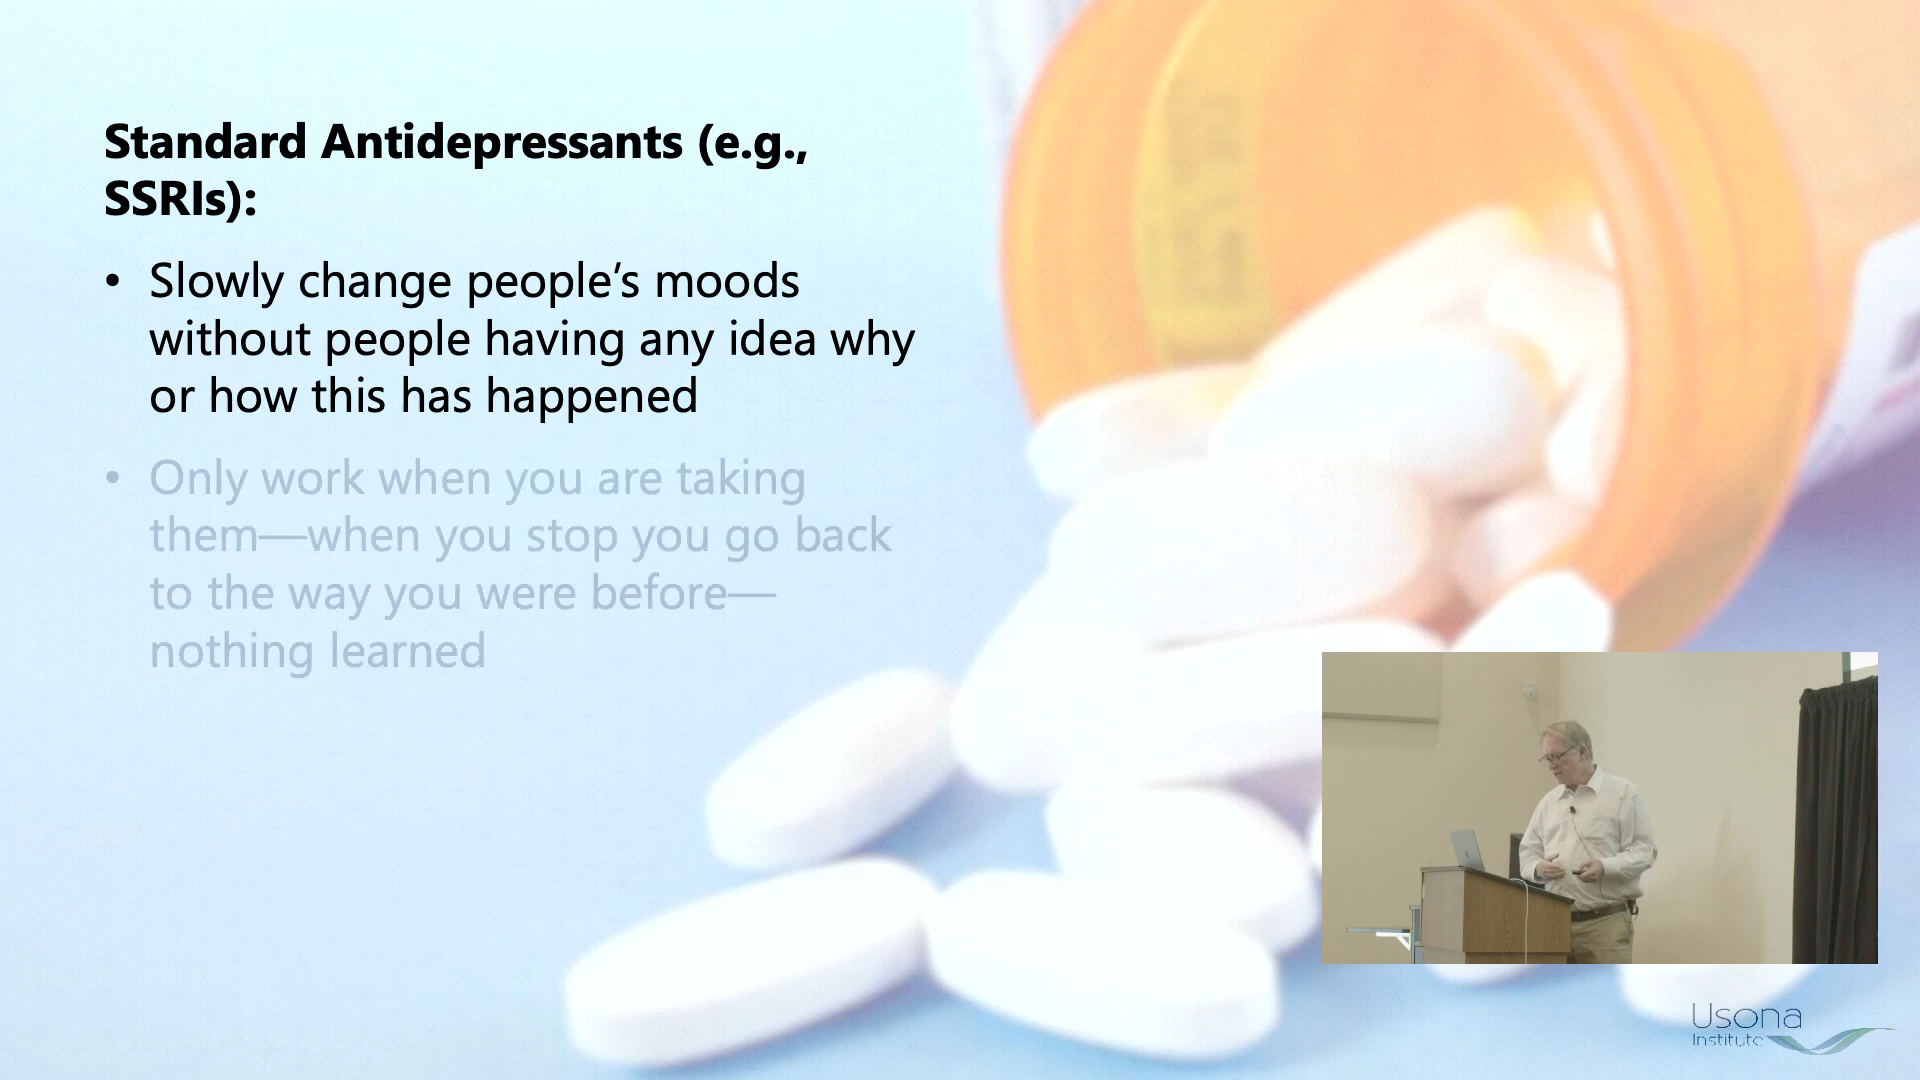 Standard Antidepressants (e.g.,
SSRIs):
• Slowly change people’s moods
without people having any idea why
or how this has happened
• Only work when you are taking
them—when you stop you go back
to the way you were before—
nothing learned
Usona
Institute